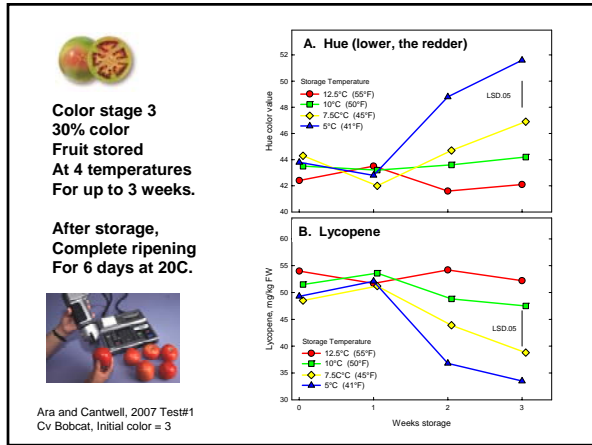 Color stage 3
30% color
Fruit stored
At 4 temperatures
For up to 3 weeks.
After storage,
Complete ripening
For 6 days at 20C.
Ara and Cantwell, 2007 Test#1
Cv Bobcat, Initial color = 3
A. Hue (lower, the redder)
Hue color value
52
50
48
46
44
42
40
Storage Temperature
12.5°C (55°F)
10°C (50°F)
7.5C°C (45°F)
5°C (41°F)
LSD.05
B. Lycopene
Lycopene, mg/kg FW
60
55
50
45
40
35
30
Storage Temperature
12.5°C (55°F)
10°C (50°F)
7.5C°C (45°F)
5°C (41°F)
LSD.05
0 1 2 3
Weeks storage